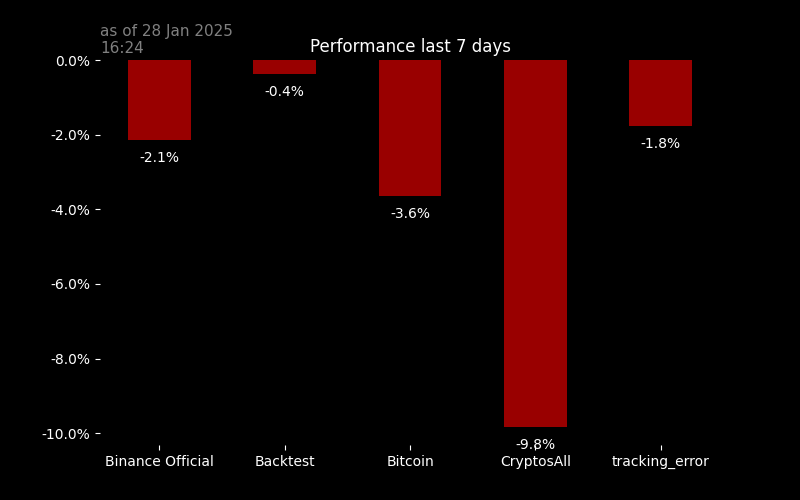 as of 28 Jan 2025
16:24
Performance last 7 days
0.0%
-2.0%
-4.0%
-6.0%
-8.0%
-10.0%
-2.1%
-0.4%
-3.6%
-9.8%
-1.8%
Binance Official
Backtest
Bitcoin
CryptosAll
tracking_error